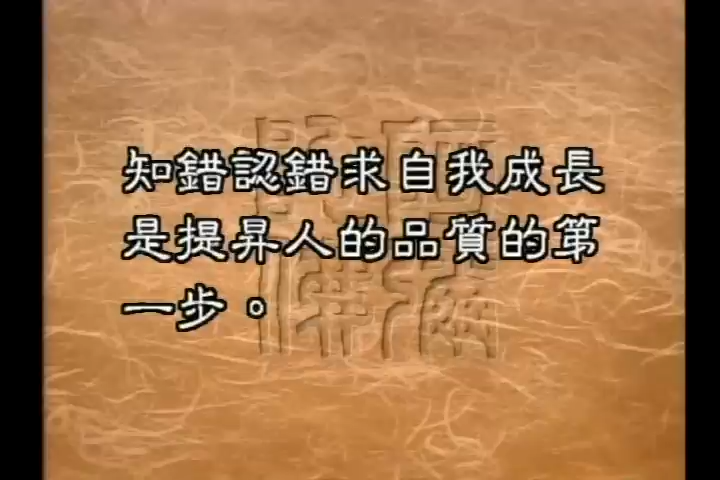 知錯認錯求自我成長
是提昇人的品質的第
一步。